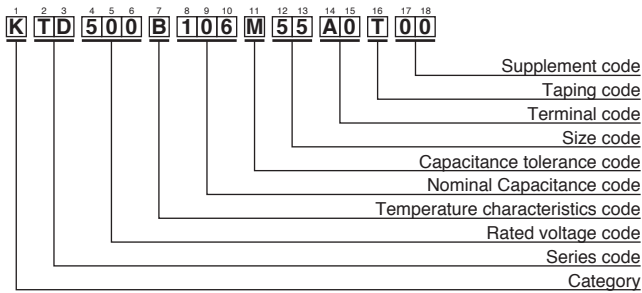 1 2 3 4 5 6 7 8 9 10 11 12 13 14 15 16 17 18
K T D 5 0 0 B 1 0 6 M 5 5 A 0 T 0 0
Supplement code
Taping code
Terminal code
Size code
Capacitance tolerance code
Nominal Capacitance code
Temperature characteristics code
Rated voltage code
Series code
Category